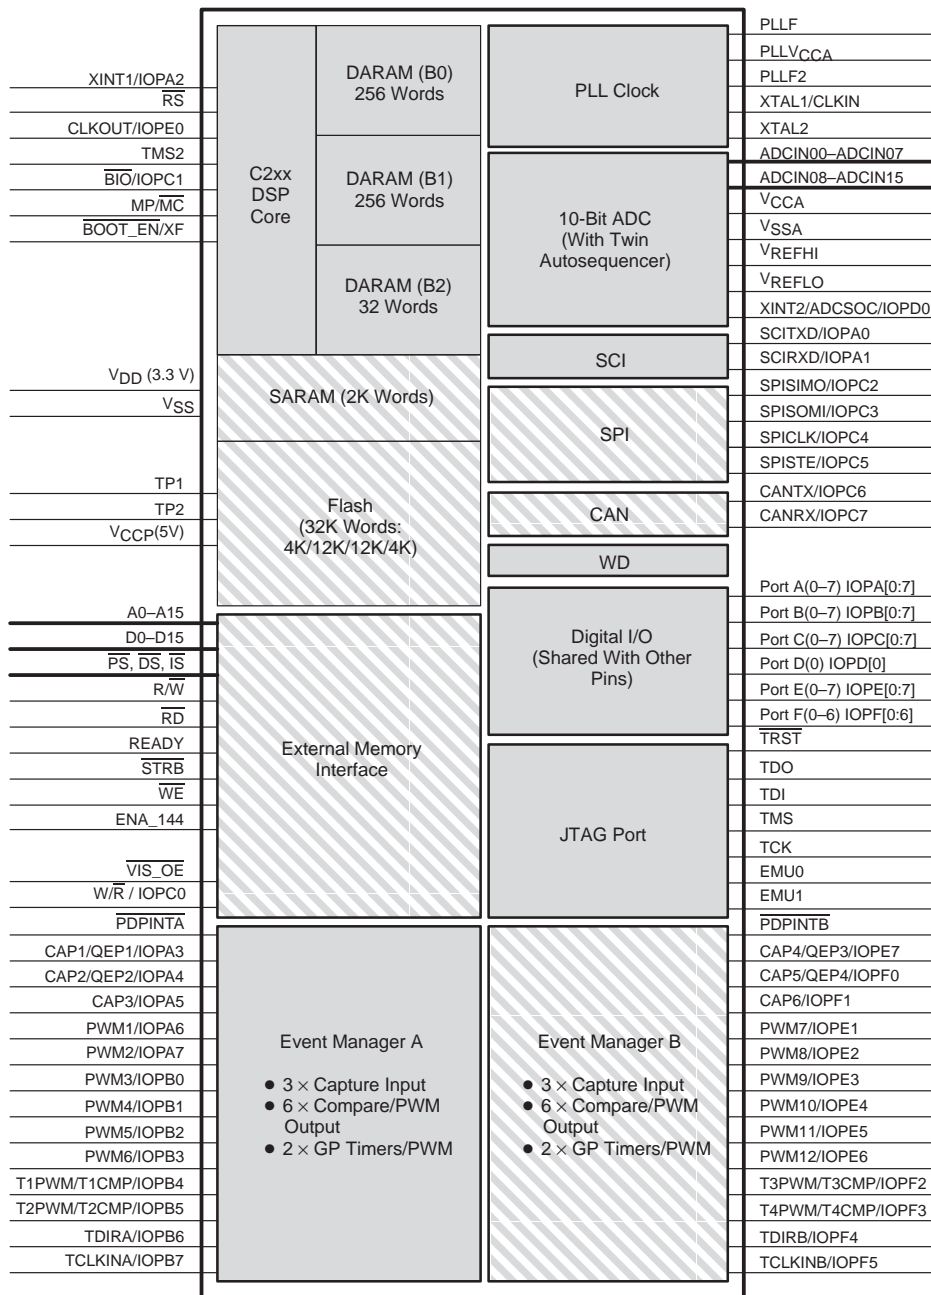 XINT1/IOPA2
RS
CLKOUT/IOPE0
TMS2
BIO/IOPC1
MP/MC
BOOT_EN/XF
VDD (3.3 V)
VSS
TP1
TP2
VCCP(5V)
A0–A15
D0–D15
PS, DS, IS
R/W
RD
READY
STRB
WE
ENA_144
VIS_OE
W/R / IOPC0
PDPINTA
CAP1/QEP1/IOPA3
CAP2/QEP2/IOPA4
CAP3/IOPA5
PWM1/IOPA6
PWM2/IOPA7
PWM3/IOPB0
PWM4/IOPB1
PWM5/IOPB2
PWM6/IOPB3
T1PWM/T1CMP/IOPB4
T2PWM/T2CMP/IOPB5
TDIRA/IOPB6
TCLKINA/IOPB7
C2xx
DSP
Core
DARAM (B0)
256 Words
DARAM (B1)
256 Words
DARAM (B2)
32 Words
SARAM (2K Words)
Flash
(32K Words:
4K/12K/12K/4K)
External Memory
Interface
Event Manager A
● 3 × Capture Input
● 6 × Compare/PWM
Output
● 2 × GP Timers/PWM
PLL Clock
10-Bit ADC
(With Twin
Autosequencer)
SCI
SPI
CAN
WD
Digital I/O
(Shared With Other
Pins)
JTAG Port
Event Manager B
● 3 × Capture Input
● 6 × Compare/PWM
Output
● 2 × GP Timers/PWM
PLLF
PLLVCCA
PLLF2
XTAL1/CLKIN
XTAL2
ADCIN00–ADCIN07
ADCIN08–ADCIN15
VCCA
VSSA
VREFHI
VREFLO
XINT2/ADCSOC/IOPD0
SCITXD/IOPA0
SCIRXD/IOPA1
SPISIMO/IOPC2
SPISOMI/IOPC3
SPICLK/IOPC4
SPISTE/IOPC5
CANTX/IOPC6
CANRX/IOPC7
Port A(0–7) IOPA[0:7]
Port B(0–7) IOPB[0:7]
Port C(0–7) IOPC[0:7]
Port D(0) IOPD[0]
Port E(0–7) IOPE[0:7]
Port F(0–6) IOPF[0:6]
TRST
TDO
TDI
TMS
TCK
EMU0
EMU1
PDPINTB
CAP4/QEP3/IOPE7
CAP5/QEP4/IOPF0
CAP6/IOPF1
PWM7/IOPE1
PWM8/IOPE2
PWM9/IOPE3
PWM10/IOPE4
PWM11/IOPE5
PWM12/IOPE6
T3PWM/T3CMP/IOPF2
T4PWM/T4CMP/IOPF3
TDIRB/IOPF4
TCLKINB/IOPF5